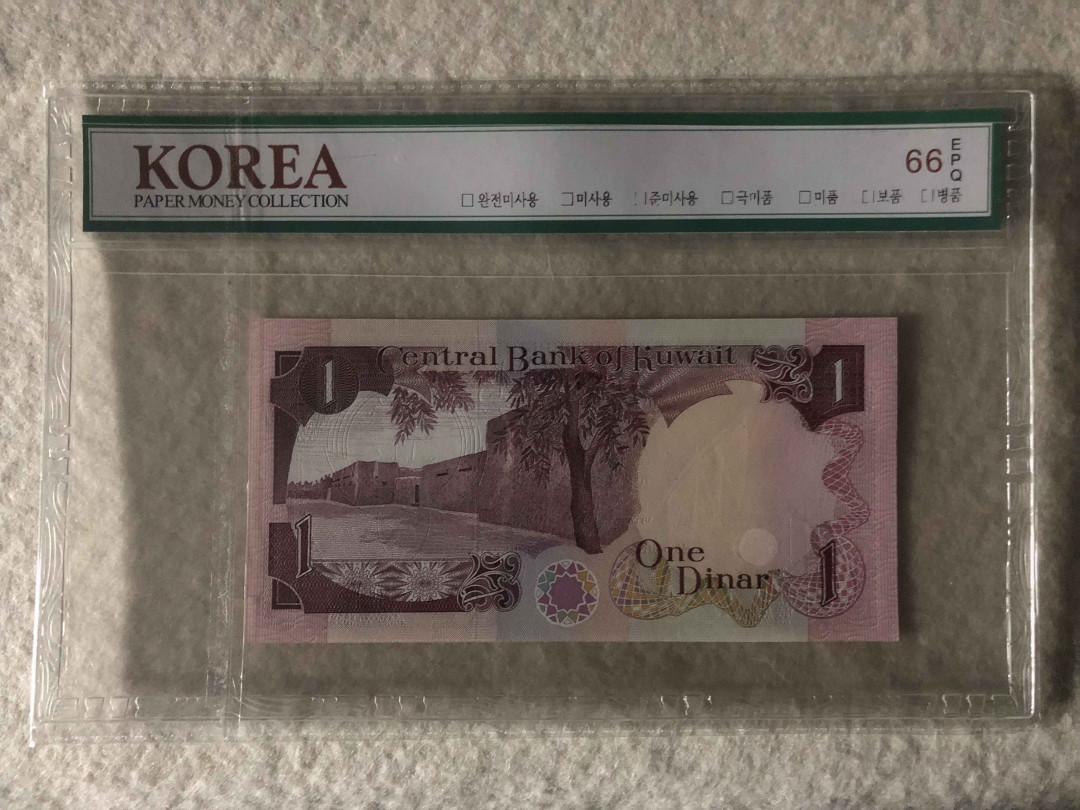 KOREA
PAPER MONEY COLLECTION
66 EPQ
완전미사용 미사용 준미사용 극미품 미품 보품 병품
1 Central Bank of Kuwait 1
One
Dinar
1 1